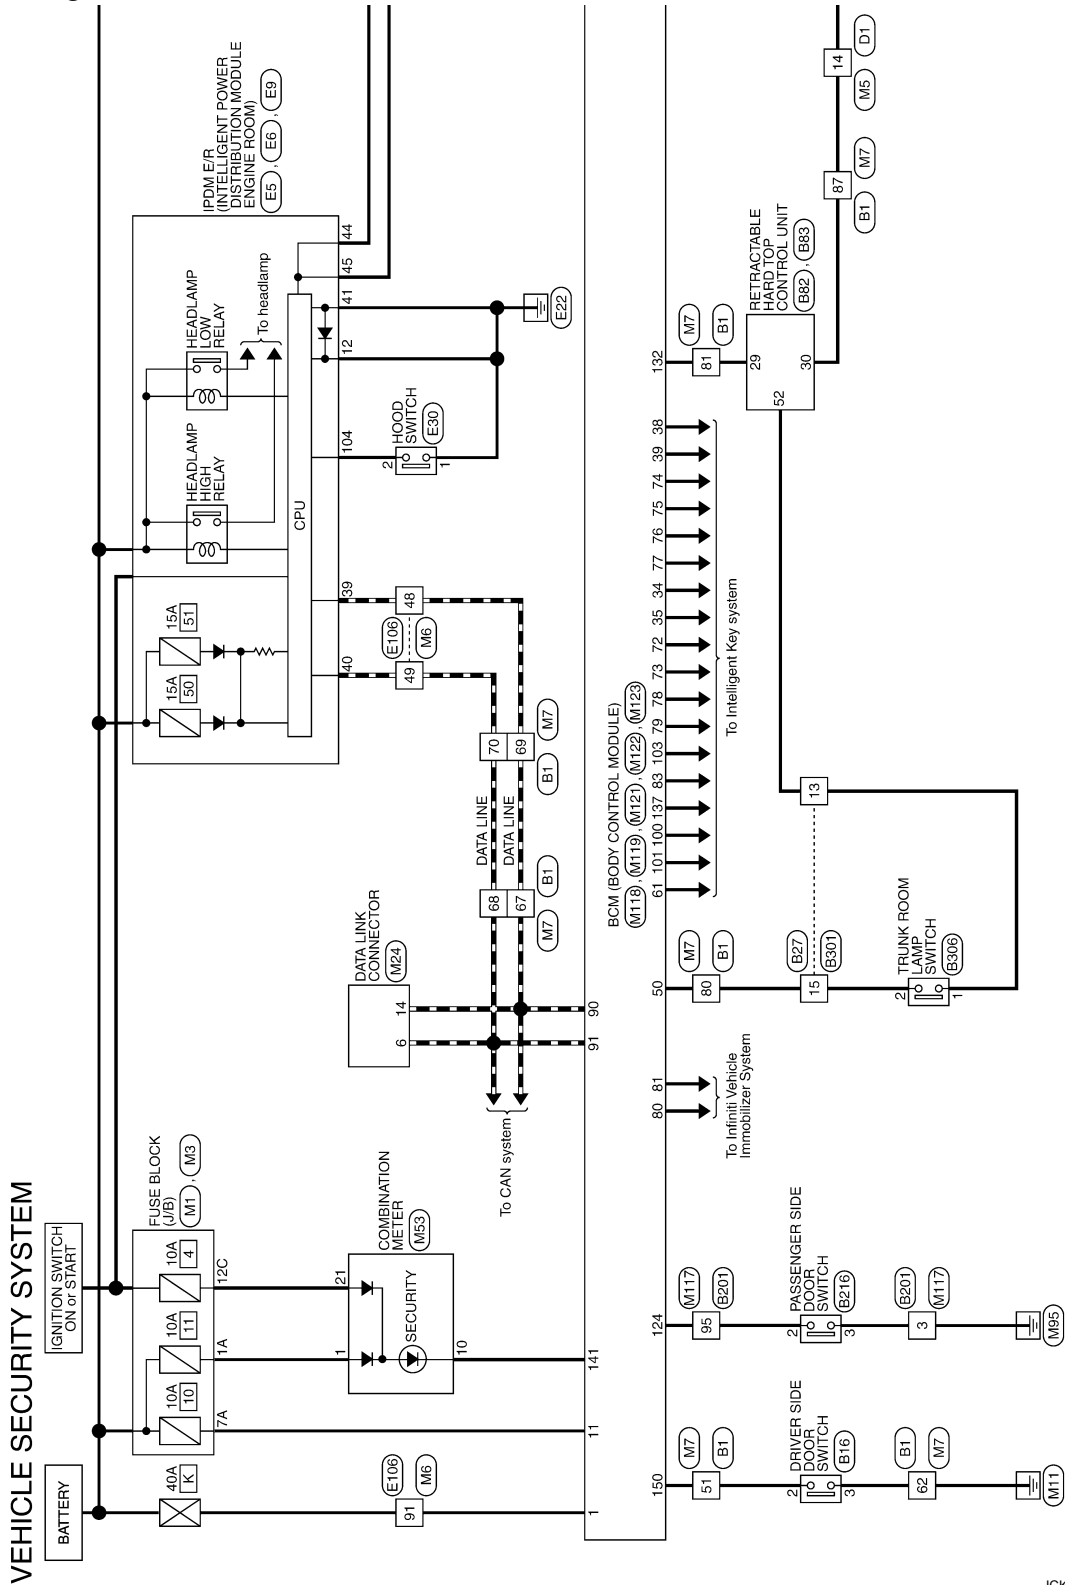 VEHICLE SECURITY SYSTEM
BATTERY
IGNITION SWITCH
ON or START
40A
K
10A
10
10A
11
10A
4
FUSE BLOCK
(J/B)
M1 , M3
7A
1A
12C
15A
50
15A
51
HEADLAMP
HIGH
RELAY
HEADLAMP
LOW
RELAY
To headlamp
IPDM E/R
(INTELLIGENT POWER
DISTRIBUTION MODULE
ENGINE ROOM)
E5 , E6 , E9
CPU
40
39
104
12
41
45
44
E106
M6
91
1
21
SECURITY
10
COMBINATION
METER
M53
6
14
DATA LINK
CONNECTOR
M24
49
48
E106
M6
2
1
HOOD
SWITCH
E30
E22
To CAN system
68
67
M7
B1
DATA LINE
DATA LINE
70
69
B1
M7
1
11
141
91
90
BCM (BODY CONTROL MODULE)
M118 , M119 , M121 , M122 , M123
150
124
80
81
50
61
101
100
137
83
103
79
78
73
72
35
34
77
76
75
74
39
38
132
51
M7
B1
DRIVER SIDE
DOOR
SWITCH
B16
2
3
62
B1
M7
M11
95
M117
B201
PASSENGER SIDE
DOOR
SWITCH
B216
2
3
3
B201
M117
M95
To Infiniti Vehicle
Immobilizer System
80
M7
B1
15
B27
B301
13
TRUNK ROOM
LAMP
SWITCH
B306
2
1
To Intelligent Key system
81
M7
B1
29
52
30
RETRACTABLE
HARD TOP
CONTROL UNIT
B82 , B83
87
B1
M7
14
M5
D1